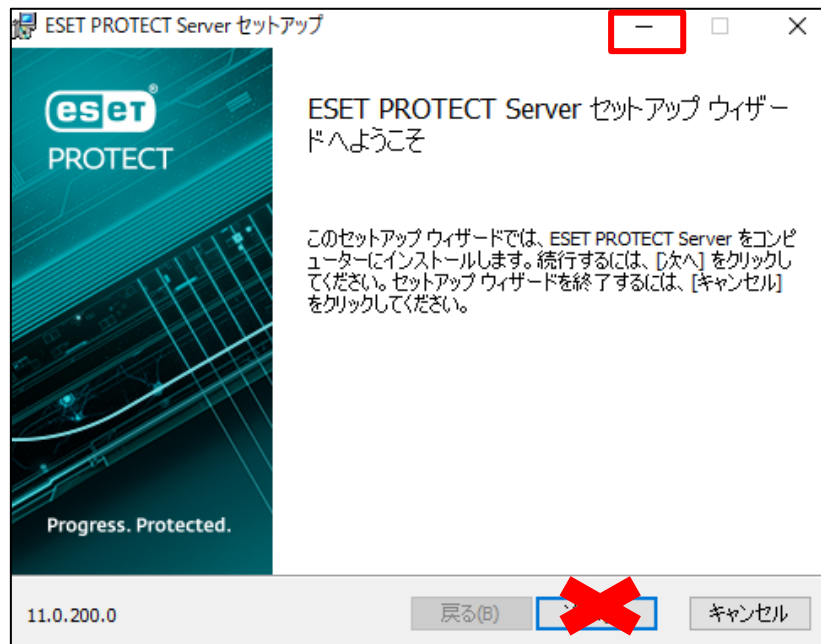 ESET PROTECT Server セットアップ
eset
PROTECT
ESET PROTECT Server セットアップ ウィザー
ドへようこそ
このセットアップ ウィザードでは、ESET PROTECT Server をコンピ
ューターにインストールします。続行するには、[次へ] をクリックし
てください。セットアップ ウィザードを終了するには、[キャンセル]
をクリックしてください。
Progress. Protected.
11.0.200.0
戻る(B)
キャンセル